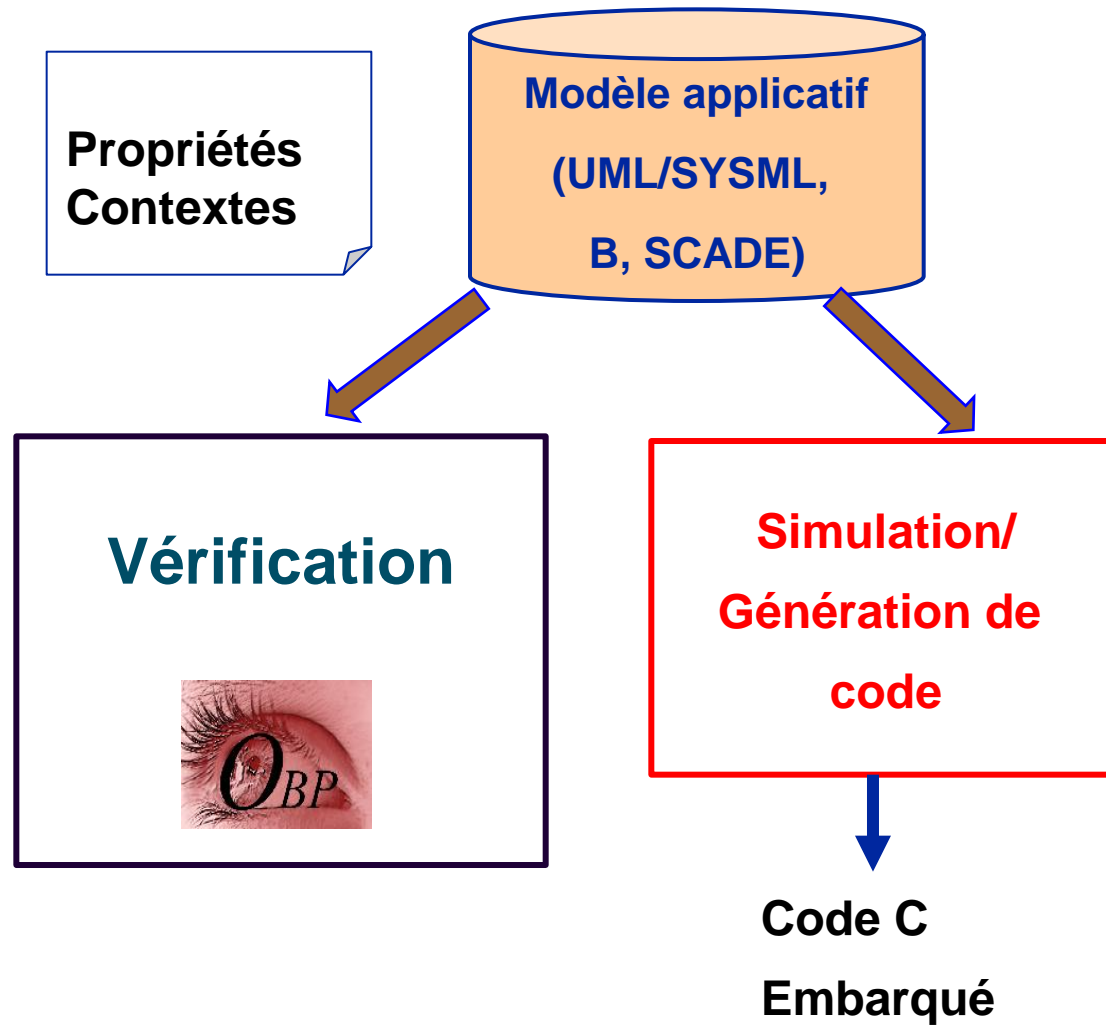 Propriétés
Contextes
Modèle applicatif
(UML/SYSML,
B, SCADE)
Vérification
OBP
Simulation/
Génération de
code
Code C
Embarqué